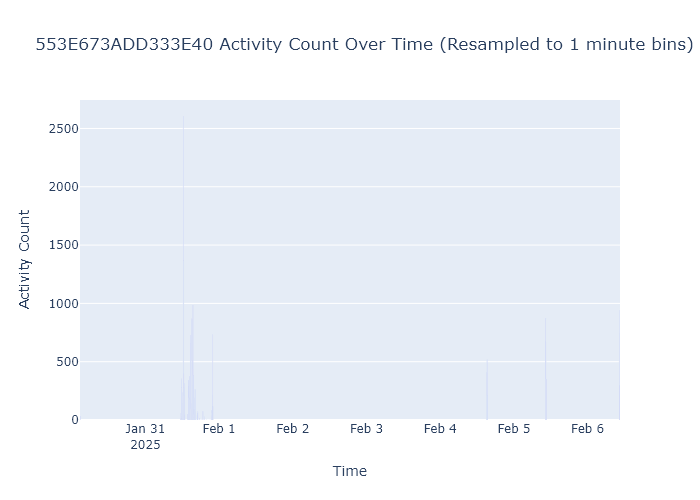 553E673ADD333E40 Activity Count Over Time (Resampled to 1 minute bins)
2500
2000
1500
1000
500
0
Activity Count
Jan 31
2025
Feb 1
Feb 2
Feb 3
Feb 4
Feb 5
Feb 6
Time